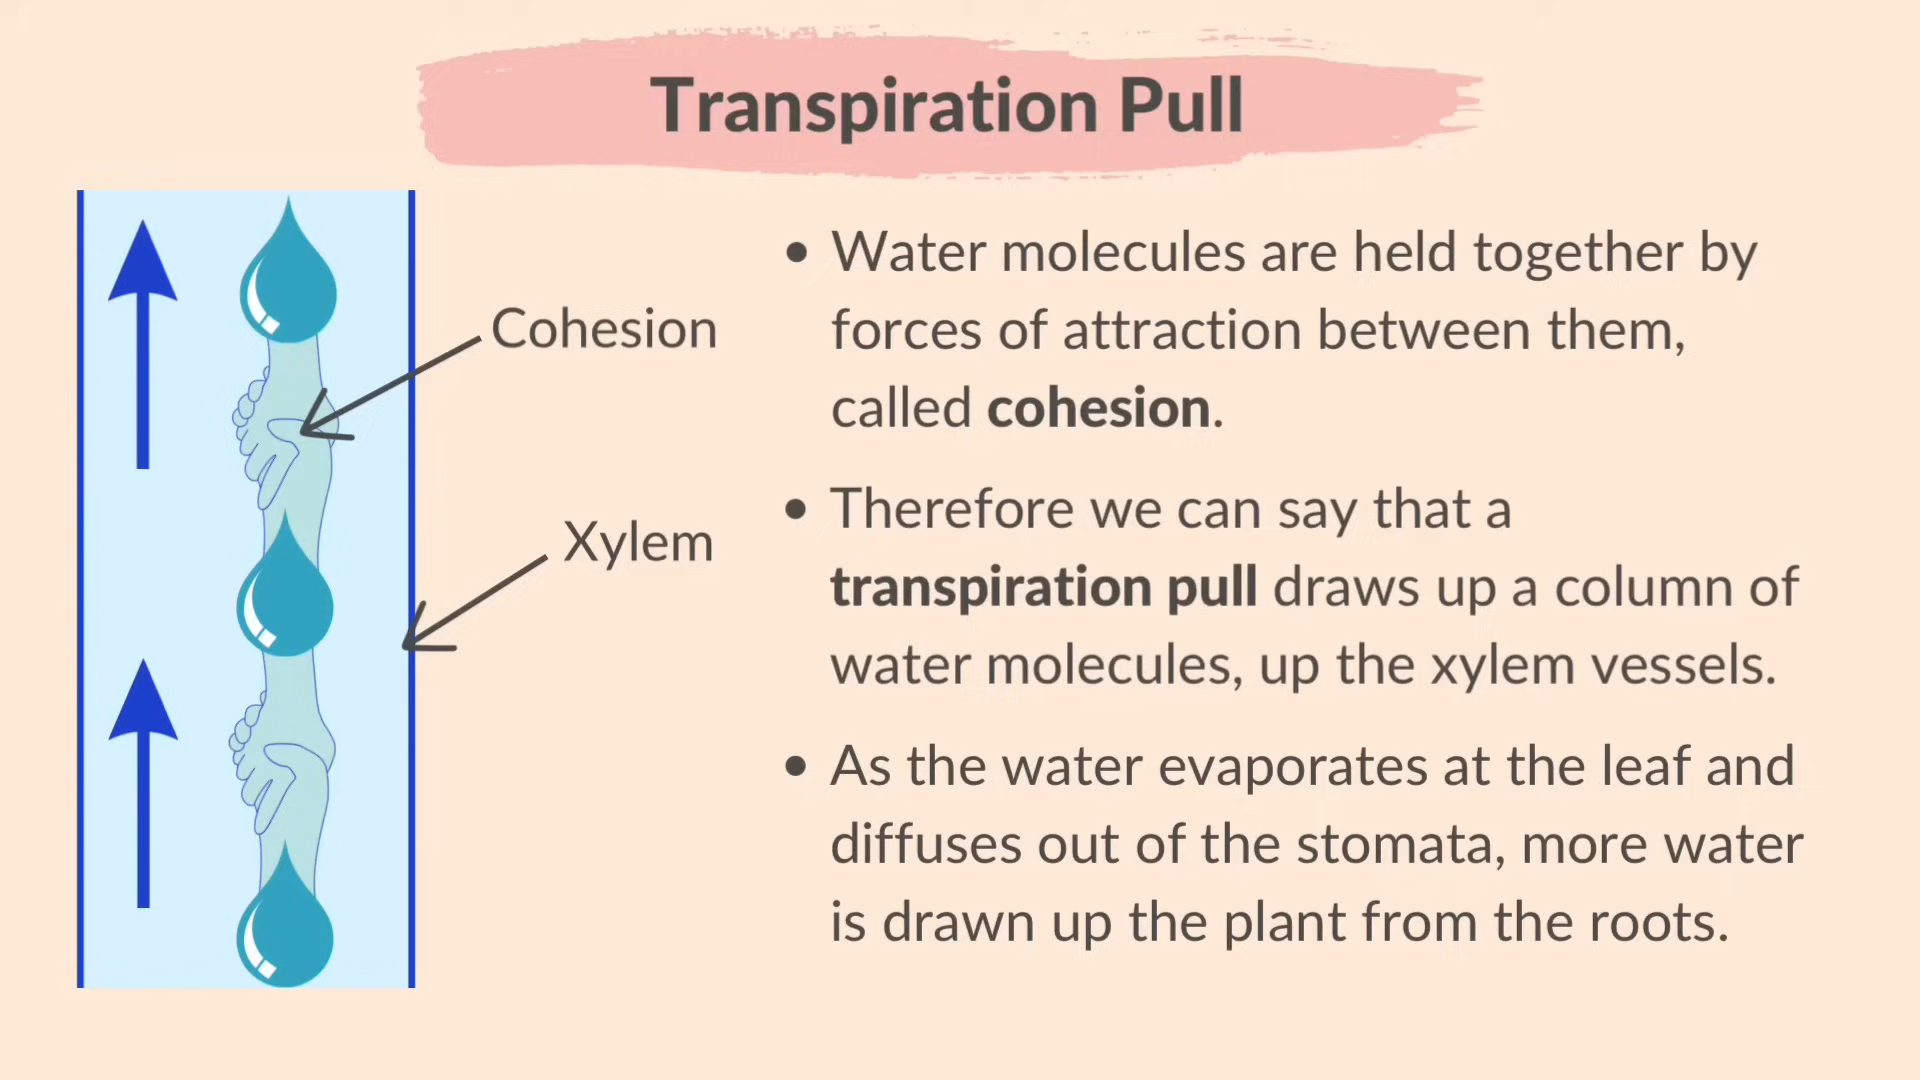 Transpiration Pull
Cohesion
Xylem
• Water molecules are held together by
forces of attraction between them,
called cohesion.
• Therefore we can say that a
transpiration pull draws up a column of
water molecules, up the xylem vessels.
• As the water evaporates at the leaf and
diffuses out of the stomata, more water
is drawn up the plant from the roots.